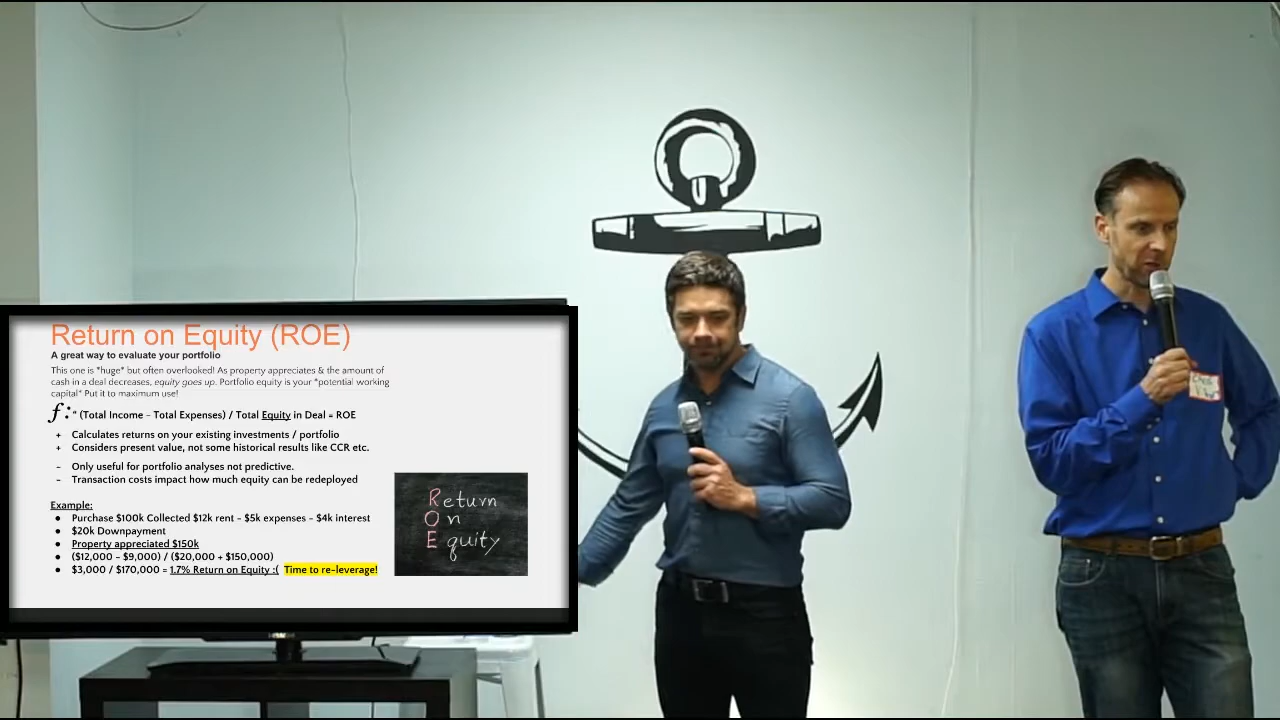 Return on Equity (ROE)
A great way to evaluate your portfolio
This one is *huge* but often overlooked! As property appreciates & the amount of
cash in a deal decreases, equity goes up. Portfolio equity is your *potential working
capital* Put it to maximum use!
f: " (Total Income – Total Expenses) / Total Equity in Deal = ROE
+ Calculates returns on your existing investments / portfolio
+ Considers present value, not some historical results like CCR etc.
– Only useful for portfolio analyses not predictive.
– Transaction costs impact how much equity can be redeployed
Example:
● Purchase $100k Collected $12k rent – $5k expenses – $4k interest
● $20k Downpayment
● Property appreciated $150k
● ($12,000 – $9,000) / ($20,000 + $150,000)
● $3,000 / $170,000 = 1.7% Return on Equity :( Time to re-leverage!
Return
On
Equity